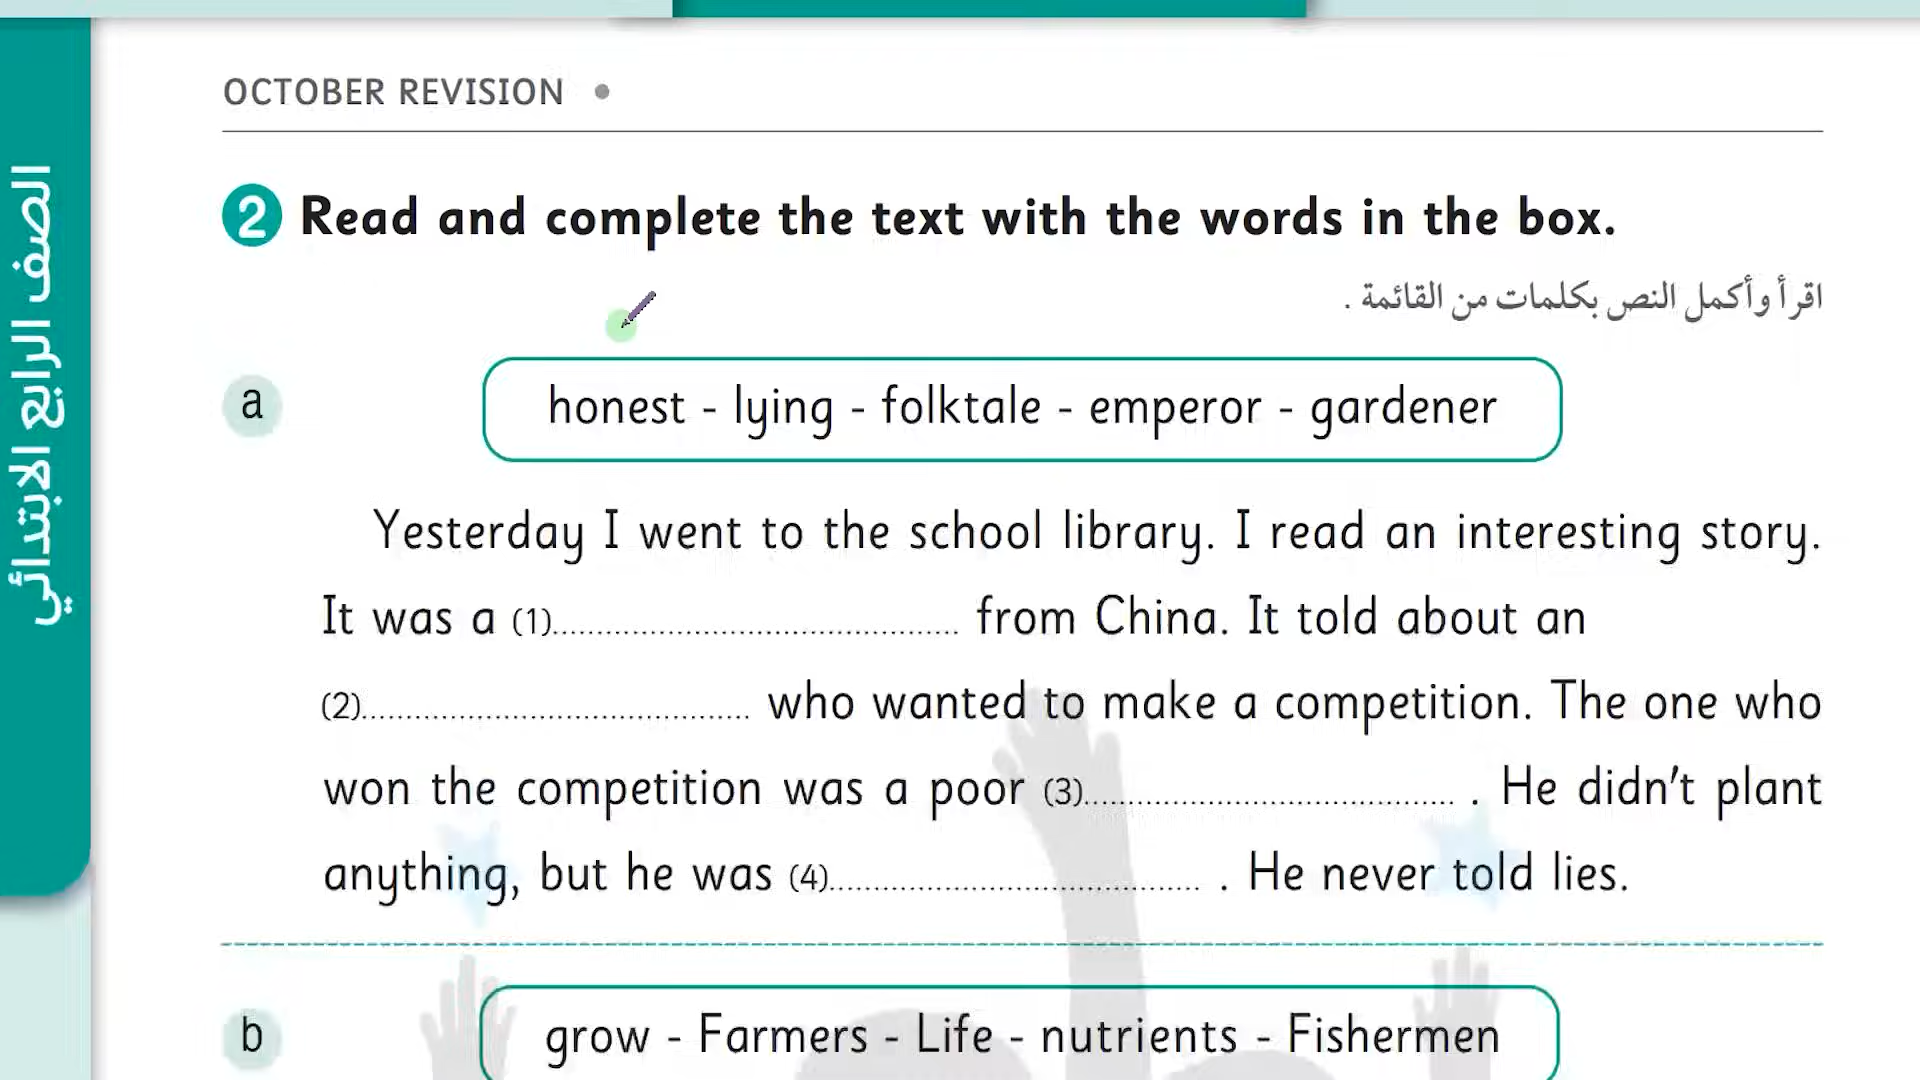 الصف الرابع الابتدائي
OCTOBER REVISION •
2 Read and complete the text with the words in the box.
اقرأ وأكمل النص بكلمات من القائمة .
a
honest - lying - folktale - emperor - gardener
Yesterday I went to the school library. I read an interesting story.
It was a (1)........................................ from China. It told about an
(2)........................................ who wanted to make a competition. The one who
won the competition was a poor (3)........................................ . He didn't plant
anything, but he was (4)........................................ . He never told lies.
b
grow - Farmers - Life - nutrients - Fishermen